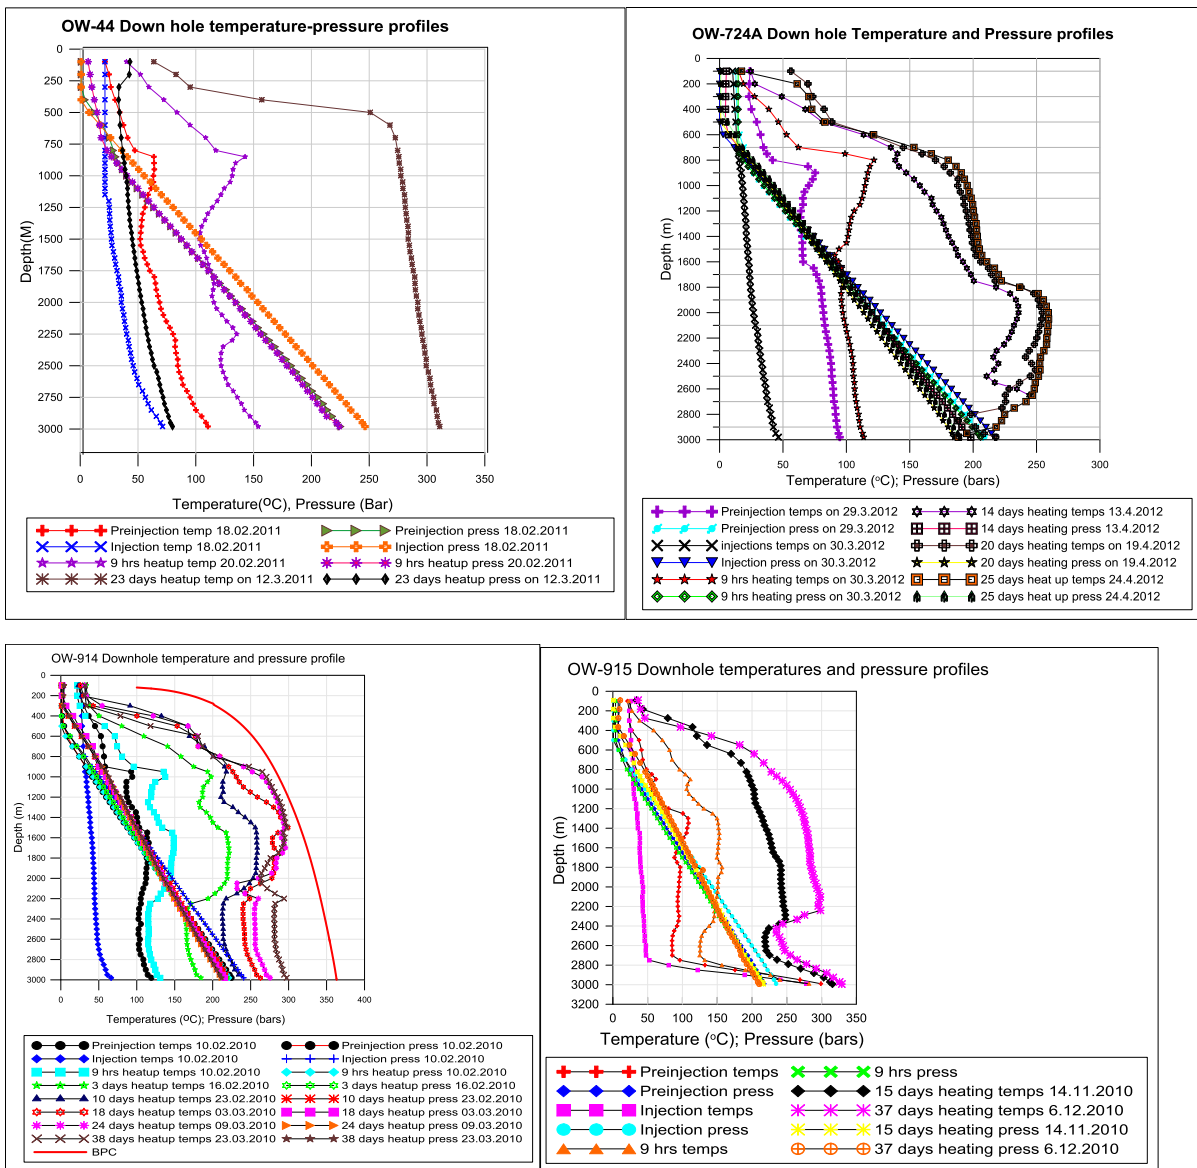 OW-44 Down hole temperature-pressure profiles
0
250
500
750
1000
1250
1500
1750
2000
2250
2500
2750
3000
Depth(M)
0 50 100 150 200 250 300 350
Temperature(ºC), Pressure (Bar)
Preinjection temp 18.02.2011
Preinjection press 18.02.2011
Injection temp 18.02.2011
Injection press 18.02.2011
9 hrs heatup temp 20.02.2011
9 hrs heatup press 20.02.2011
23 days heatup temp on 12.3.2011
23 days heatup press on 12.3.2011
OW-724A Down hole Temperature and Pressure profiles
0
200
400
600
800
1000
1200
1400
1600
1800
2000
2200
2400
2600
2800
3000
Depth (m)
0 50 100 150 200 250 300
Temperature (°C); Pressure (bars)
Preinjection temps on 29.3.2012
14 days heating temps 13.4.2012
Preinjection press on 29.3.2012
14 days heating press 13.4.2012
injections temps on 30.3.2012
20 days heating temps on 19.4.2012
Injection press on 30.3.2012
20 days heating press on 19.4.2012
9 hrs heating temps on 30.3.2012
25 days heat up temps 24.4.2012
9 hrs heating press on 30.3.2012
25 days heat up press 24.4.2012
OW-914 Downhole temperature and pressure profile
0
200
400
600
800
1000
1200
1400
1600
1800
2000
2200
2400
2600
2800
3000
Depth (m)
0 50 100 150 200 250 300 350 400
Temperatures (ºC); Pressure (bars)
Preinjection temps 10.02.2010
Preinjection press 10.02.2010
Injection temps 10.02.2010
Injection press 10.02.2010
9 hrs heatup temps 10.02.2010
9 hrs heatup press 10.02.2010
3 days heatup temps 16.02.2010
3 days heatup press 16.02.2010
10 days heatup temps 23.02.2010
10 days heatup press 23.02.2010
18 days heatup temps 03.03.2010
18 days heatup press 03.03.2010
24 days heatup temps 09.03.2010
24 days heatup press 09.03.2010
38 days heatup temps 23.03.2010
38 days heatup press 23.03.2010
BPC
OW-915 Downhole temperatures and pressure profiles
0
200
400
600
800
1000
1200
1400
1600
1800
2000
2200
2400
2600
2800
3000
3200
Depth (m)
0 50 100 150 200 250 300 350
Temperature (°C); Pressure (bars)
Preinjection temps
9 hrs press
Preinjection press
15 days heating temps 14.11.2010
Injection temps
37 days heating temps 6.12.2010
Injection press
15 days heating press 14.11.2010
9 hrs temps
37 days heating press 6.12.2010